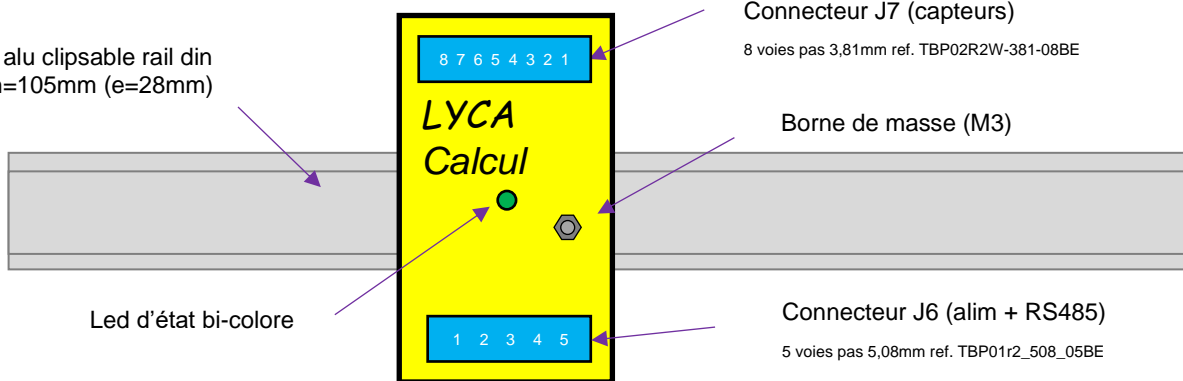 Connecteur J7 (capteurs)
8 voies pas 3,81mm ref. TBP02R2W-381-08BE
alu clipsable rail din
=105mm (e=28mm)
8 7 6 5 4 3 2 1
LYCA
Calcul
Borne de masse (M3)
Led d’état bi-colore
1 2 3 4 5
Connecteur J6 (alim + RS485)
5 voies pas 5,08mm ref. TBP01r2_508_05BE